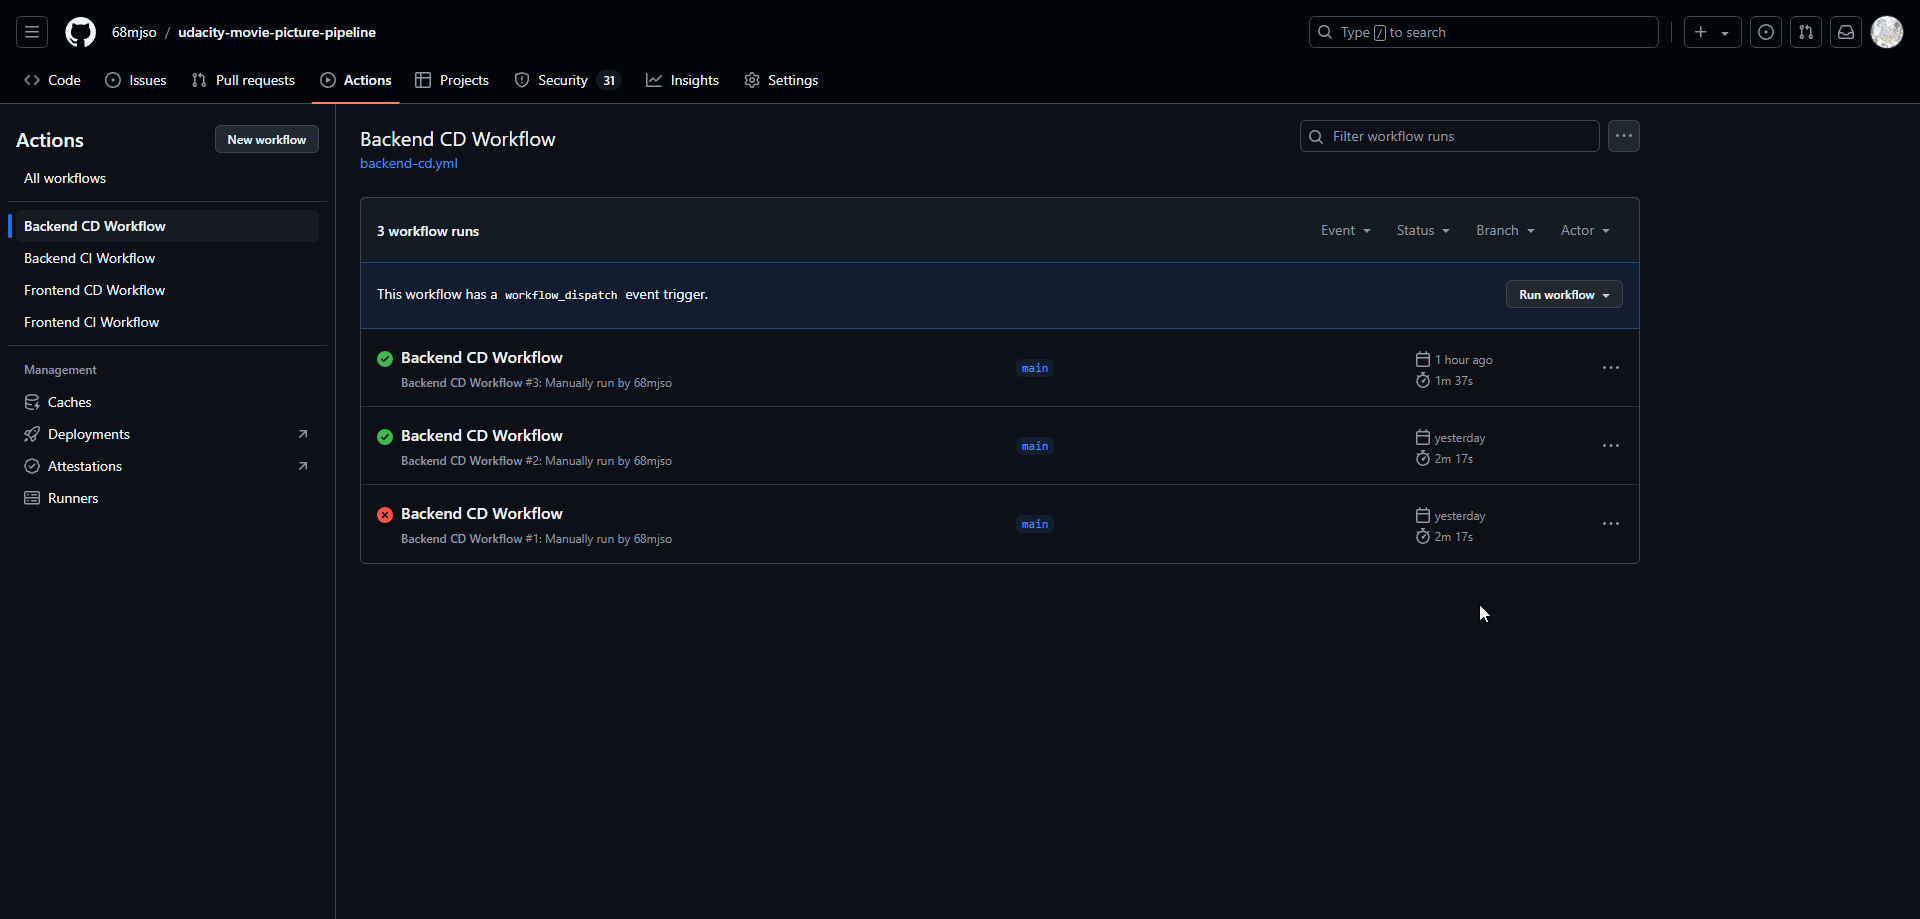 68mjso / udacity-movie-picture-pipeline
Type / to search
Code
Issues
Pull requests
Actions
Projects
Security 31
Insights
Settings
Actions
New workflow
All workflows
Backend CD Workflow
Backend CI Workflow
Frontend CD Workflow
Frontend CI Workflow
Management
Caches
Deployments
Attestations
Runners
Backend CD Workflow
backend-cd.yml
Filter workflow runs
3 workflow runs
Event
Status
Branch
Actor
This workflow has a workflow_dispatch event trigger.
Run workflow
Backend CD Workflow
Backend CD Workflow #3: Manually run by 68mjso
main
1 hour ago
1m 37s
Backend CD Workflow
Backend CD Workflow #2: Manually run by 68mjso
main
yesterday
2m 17s
Backend CD Workflow
Backend CD Workflow #1: Manually run by 68mjso
main
yesterday
2m 17s